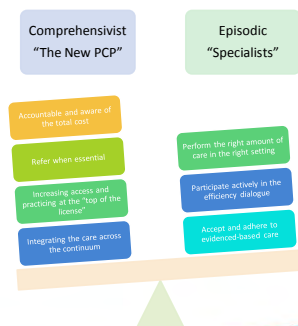 Comprehensivist
“The New PCP”
Episodic
“Specialists”
Accountable and aware of
the total cost
Refer when essential
Increasing access and
practicing at the “top of the
license”
Integrating the care across
the continuum
Perform the right amount of
care in the right setting
Participate actively in the
efficiency dialogue
Accept and adhere to
evidenced-based care